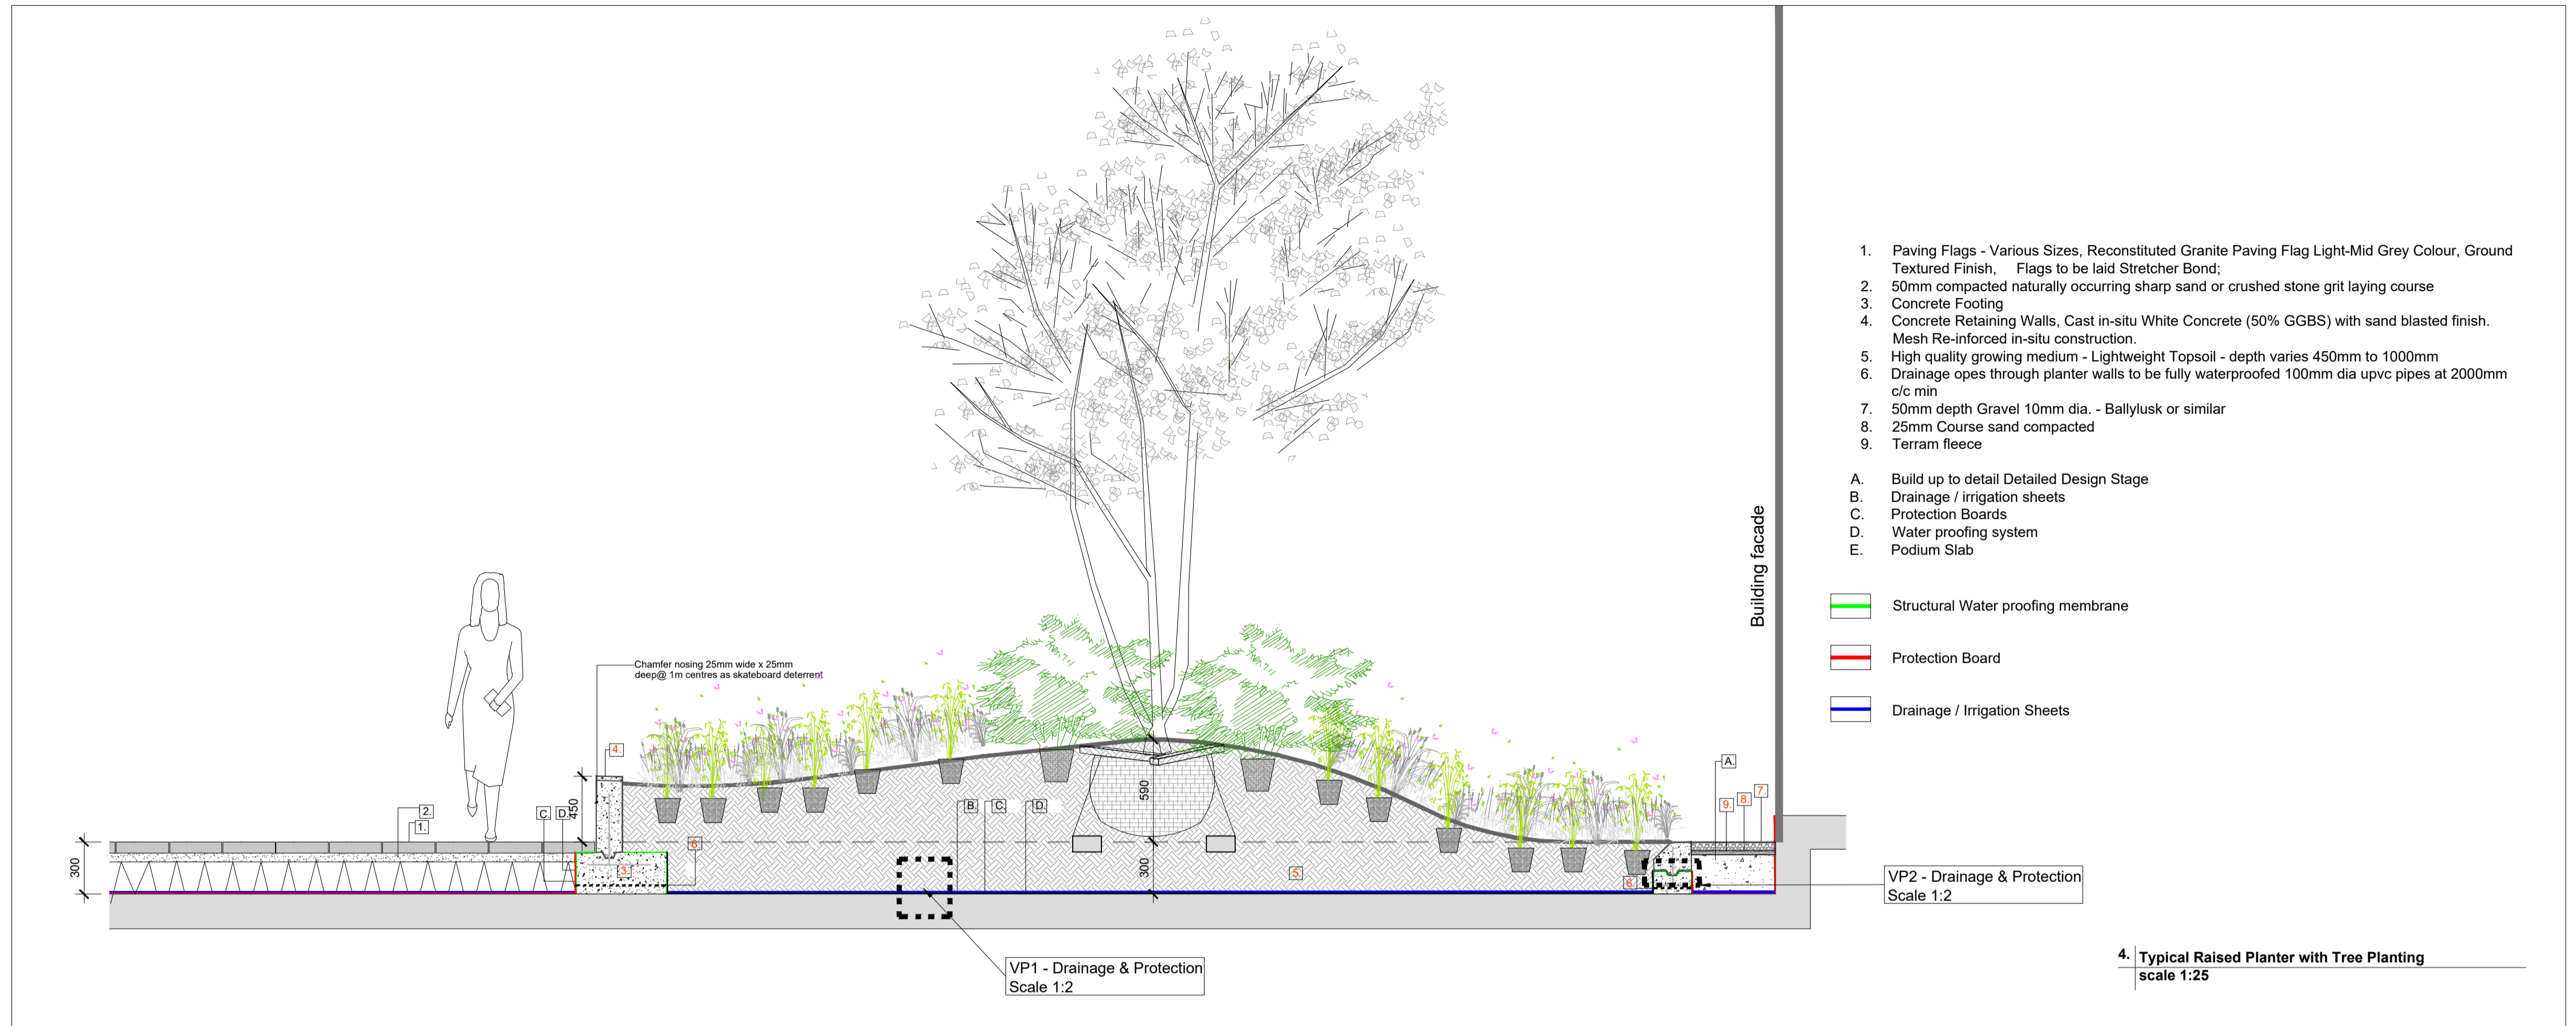 1. Paving Flags - Various Sizes, Reconstituted Granite Paving Flag Light-Mid Grey Colour, Ground
Textured Finish, Flags to be laid Stretcher Bond;
2. 50mm compacted naturally occurring sharp sand or crushed stone grit laying course
3. Concrete Footing
4. Concrete Retaining Walls, Cast in-situ White Concrete (50% GGBS) with sand blasted finish.
Mesh Re-inforced in-situ construction.
5. High quality growing medium - Lightweight Topsoil - depth varies 450mm to 1000mm
6. Drainage opes through planter walls to be fully waterproofed 100mm dia upvc pipes at 2000mm
c/c min
7. 50mm depth Gravel 10mm dia. - Ballylusk or similar
8. 25mm Course sand compacted
9. Terram fleece
A. Build up to detail Detailed Design Stage
B. Drainage / irrigation sheets
C. Protection Boards
D. Water proofing system
E. Podium Slab
Structural Water proofing membrane
Protection Board
Drainage / Irrigation Sheets
Building facade
Chamfer nosing 25mm wide x 25mm
deep@ 1m centres as skateboard deterrent
4.
450
2.
1.
C.
D.
300
3.
6.
B.
C.
D.
590
300
5.
6.
A.
9.
8.
7.
VP1 - Drainage & Protection
Scale 1:2
VP2 - Drainage & Protection
Scale 1:2
4. Typical Raised Planter with Tree Planting
scale 1:25